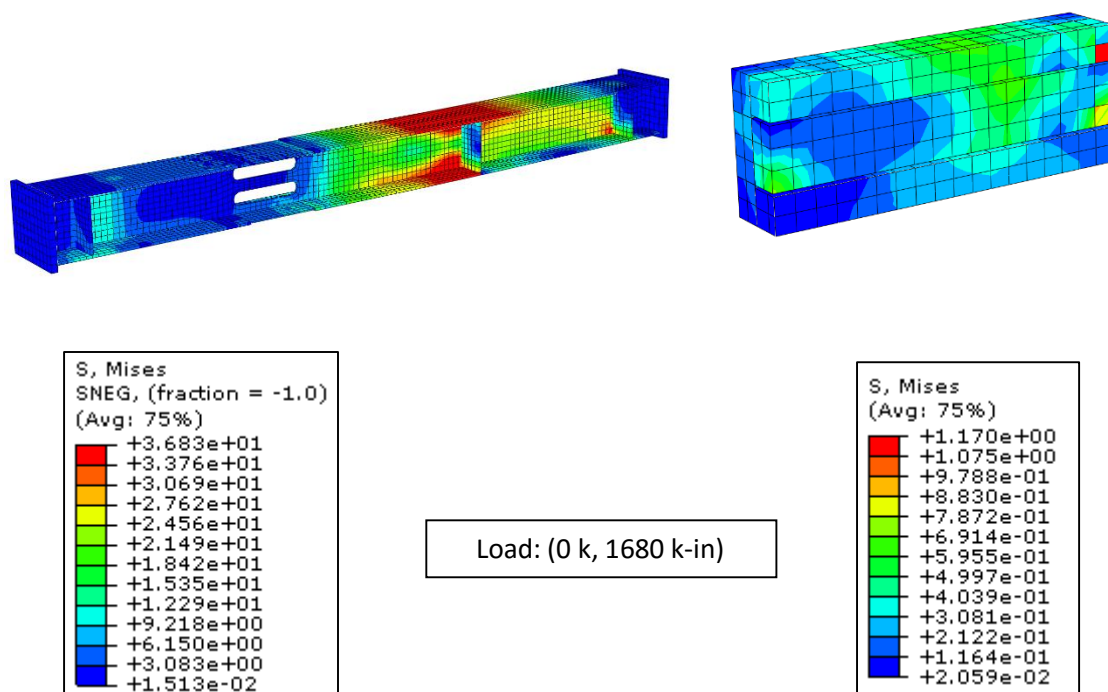 S, Mises
SNEG, (fraction = -1.0)
(Avg: 75%)
+3.683e+01
+3.376e+01
+3.069e+01
+2.762e+01
+2.456e+01
+2.149e+01
+1.842e+01
+1.535e+01
+1.229e+01
+9.218e+00
+6.150e+00
+3.083e+00
+1.513e-02
Load: (0 k, 1680 k-in)
S, Mises
(Avg: 75%)
+1.170e+00
+1.075e+00
+9.788e-01
+8.830e-01
+7.872e-01
+6.914e-01
+5.955e-01
+4.997e-01
+4.039e-01
+3.081e-01
+2.122e-01
+1.164e-01
+2.059e-02